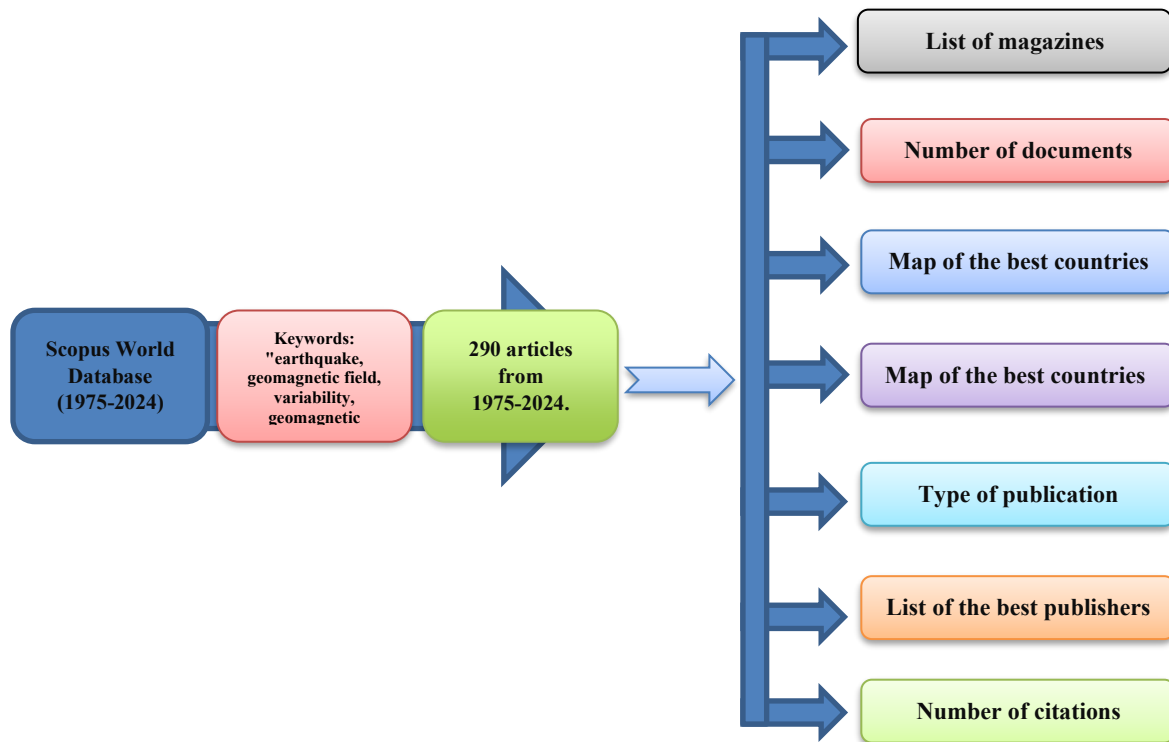 Scopus World
Database
(1975-2024)
Keywords:
"earthquake,
geomagnetic field,
variability,
geomagnetic
290 articles
from
1975-2024.
List of magazines
Number of documents
Map of the best countries
Map of the best countries
Type of publication
List of the best publishers
Number of citations